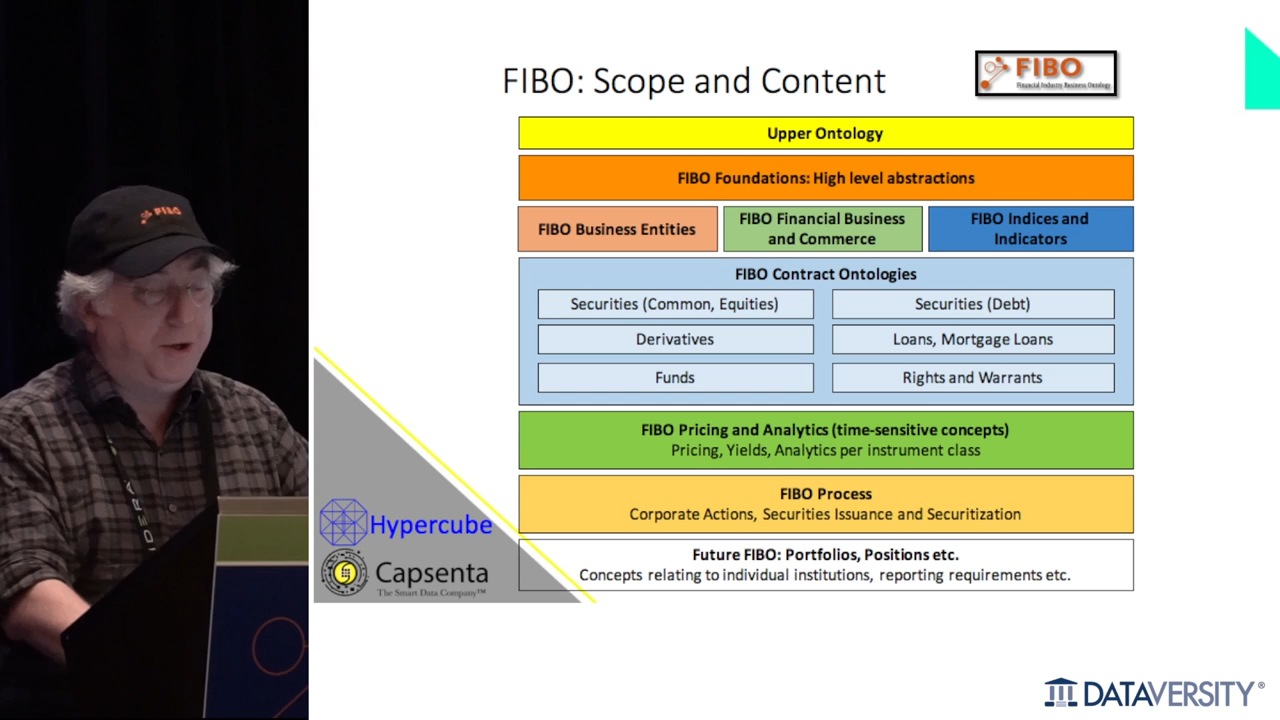 FIBO: Scope and Content
FIBO
Financial Industry Business Ontology
Upper Ontology
FIBO Foundations: High level abstractions
FIBO Business Entities
FIBO Financial Business
and Commerce
FIBO Indices and
Indicators
FIBO Contract Ontologies
Securities (Common, Equities)
Securities (Debt)
Derivatives
Loans, Mortgage Loans
Funds
Rights and Warrants
FIBO Pricing and Analytics (time-sensitive concepts)
Pricing, Yields, Analytics per instrument class
FIBO Process
Corporate Actions, Securities Issuance and Securitization
Future FIBO: Portfolios, Positions etc.
Concepts relating to individual institutions, reporting requirements etc.
Hypercube
Capsenta
The Smart Data Company™
FIBO
DERA
DATAVERSITY®